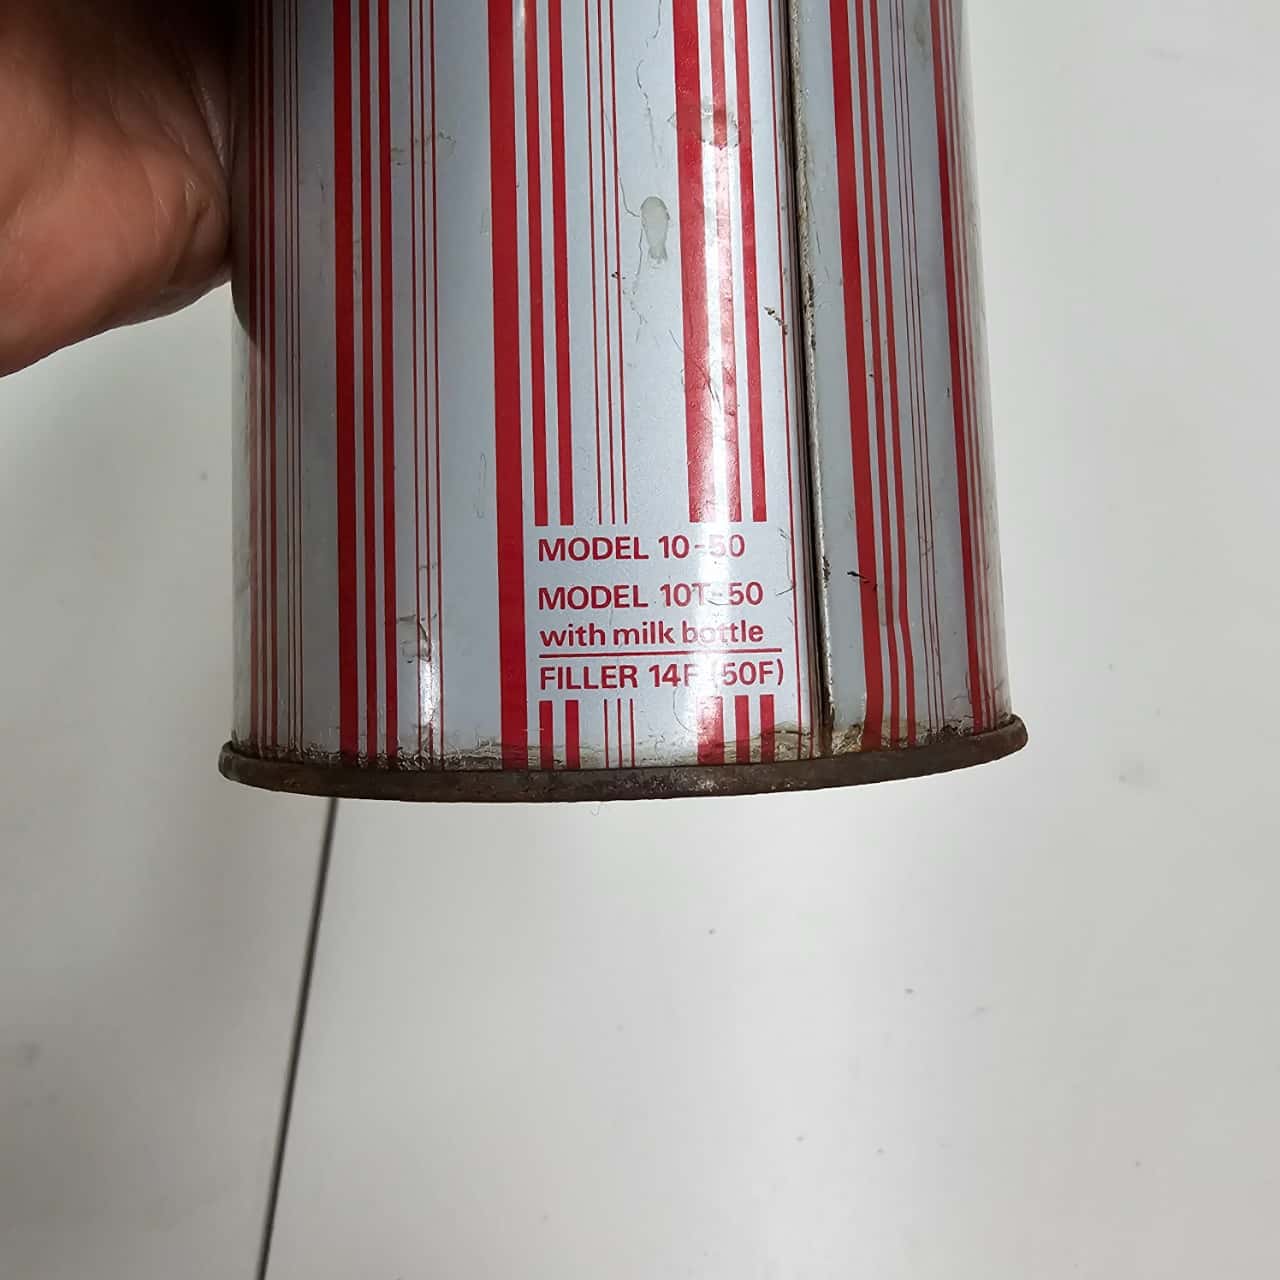 MODEL 10-50
MODEL 10T-50
with milk bottle
FILLER 14F (50F)